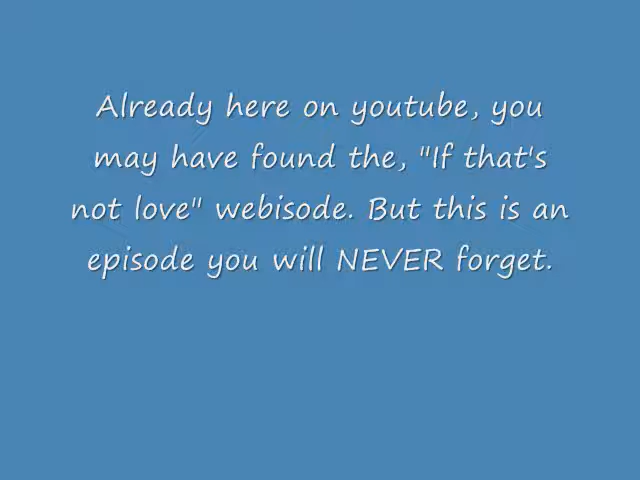 Already here on youtube, you
may have found the, "If that's
not love" webisode. But this is an
episode you will NEVER forget.